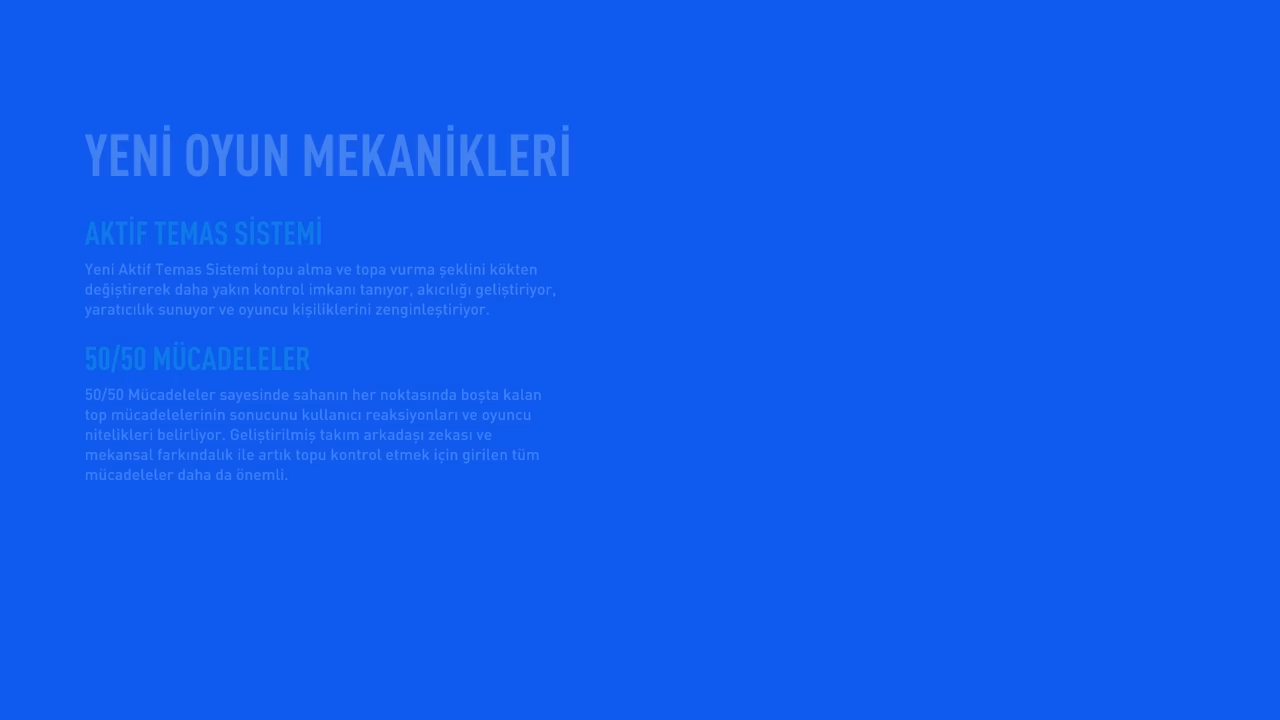 YENİ OYUN MEKANİKLERİ
AKTİF TEMAS SİSTEMİ
Yeni Aktif Temas Sistemi topu alma ve topa vurma şeklini kökten
değiştirerek daha yakın kontrol imkanı tanıyor, akıcılığı geliştiriyor,
yaratıcılık sunuyor ve oyuncu kişiliklerini zenginleştiriyor.
50/50 MÜCADELELER
50/50 Mücadeleler sayesinde sahanın her noktasında boşta kalan
top mücadelelerinin sonucunu kullanıcı reaksiyonları ve oyuncu
nitelikleri belirliyor. Geliştirilmiş takım arkadaşı zekası ve
mekansal farkındalık ile artık topu kontrol etmek için girilen tüm
mücadeleler daha da önemli.